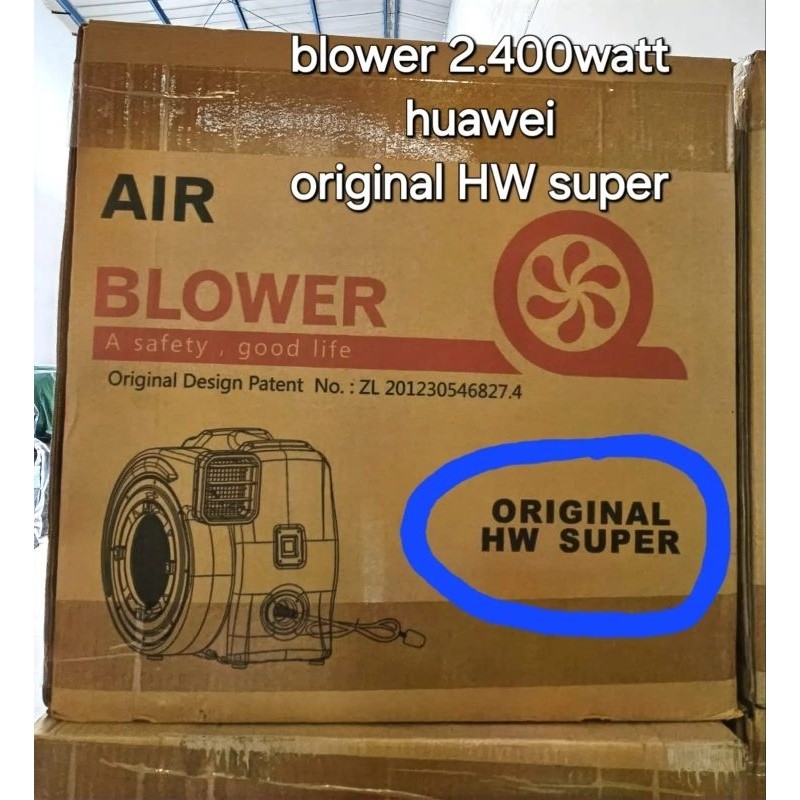 blower 2.400watt
huawei
original HW super
AIR
BLOWER
A safety , good life
Original Design Patent No. : ZL 201230546827.4
ORIGINAL
HW SUPER